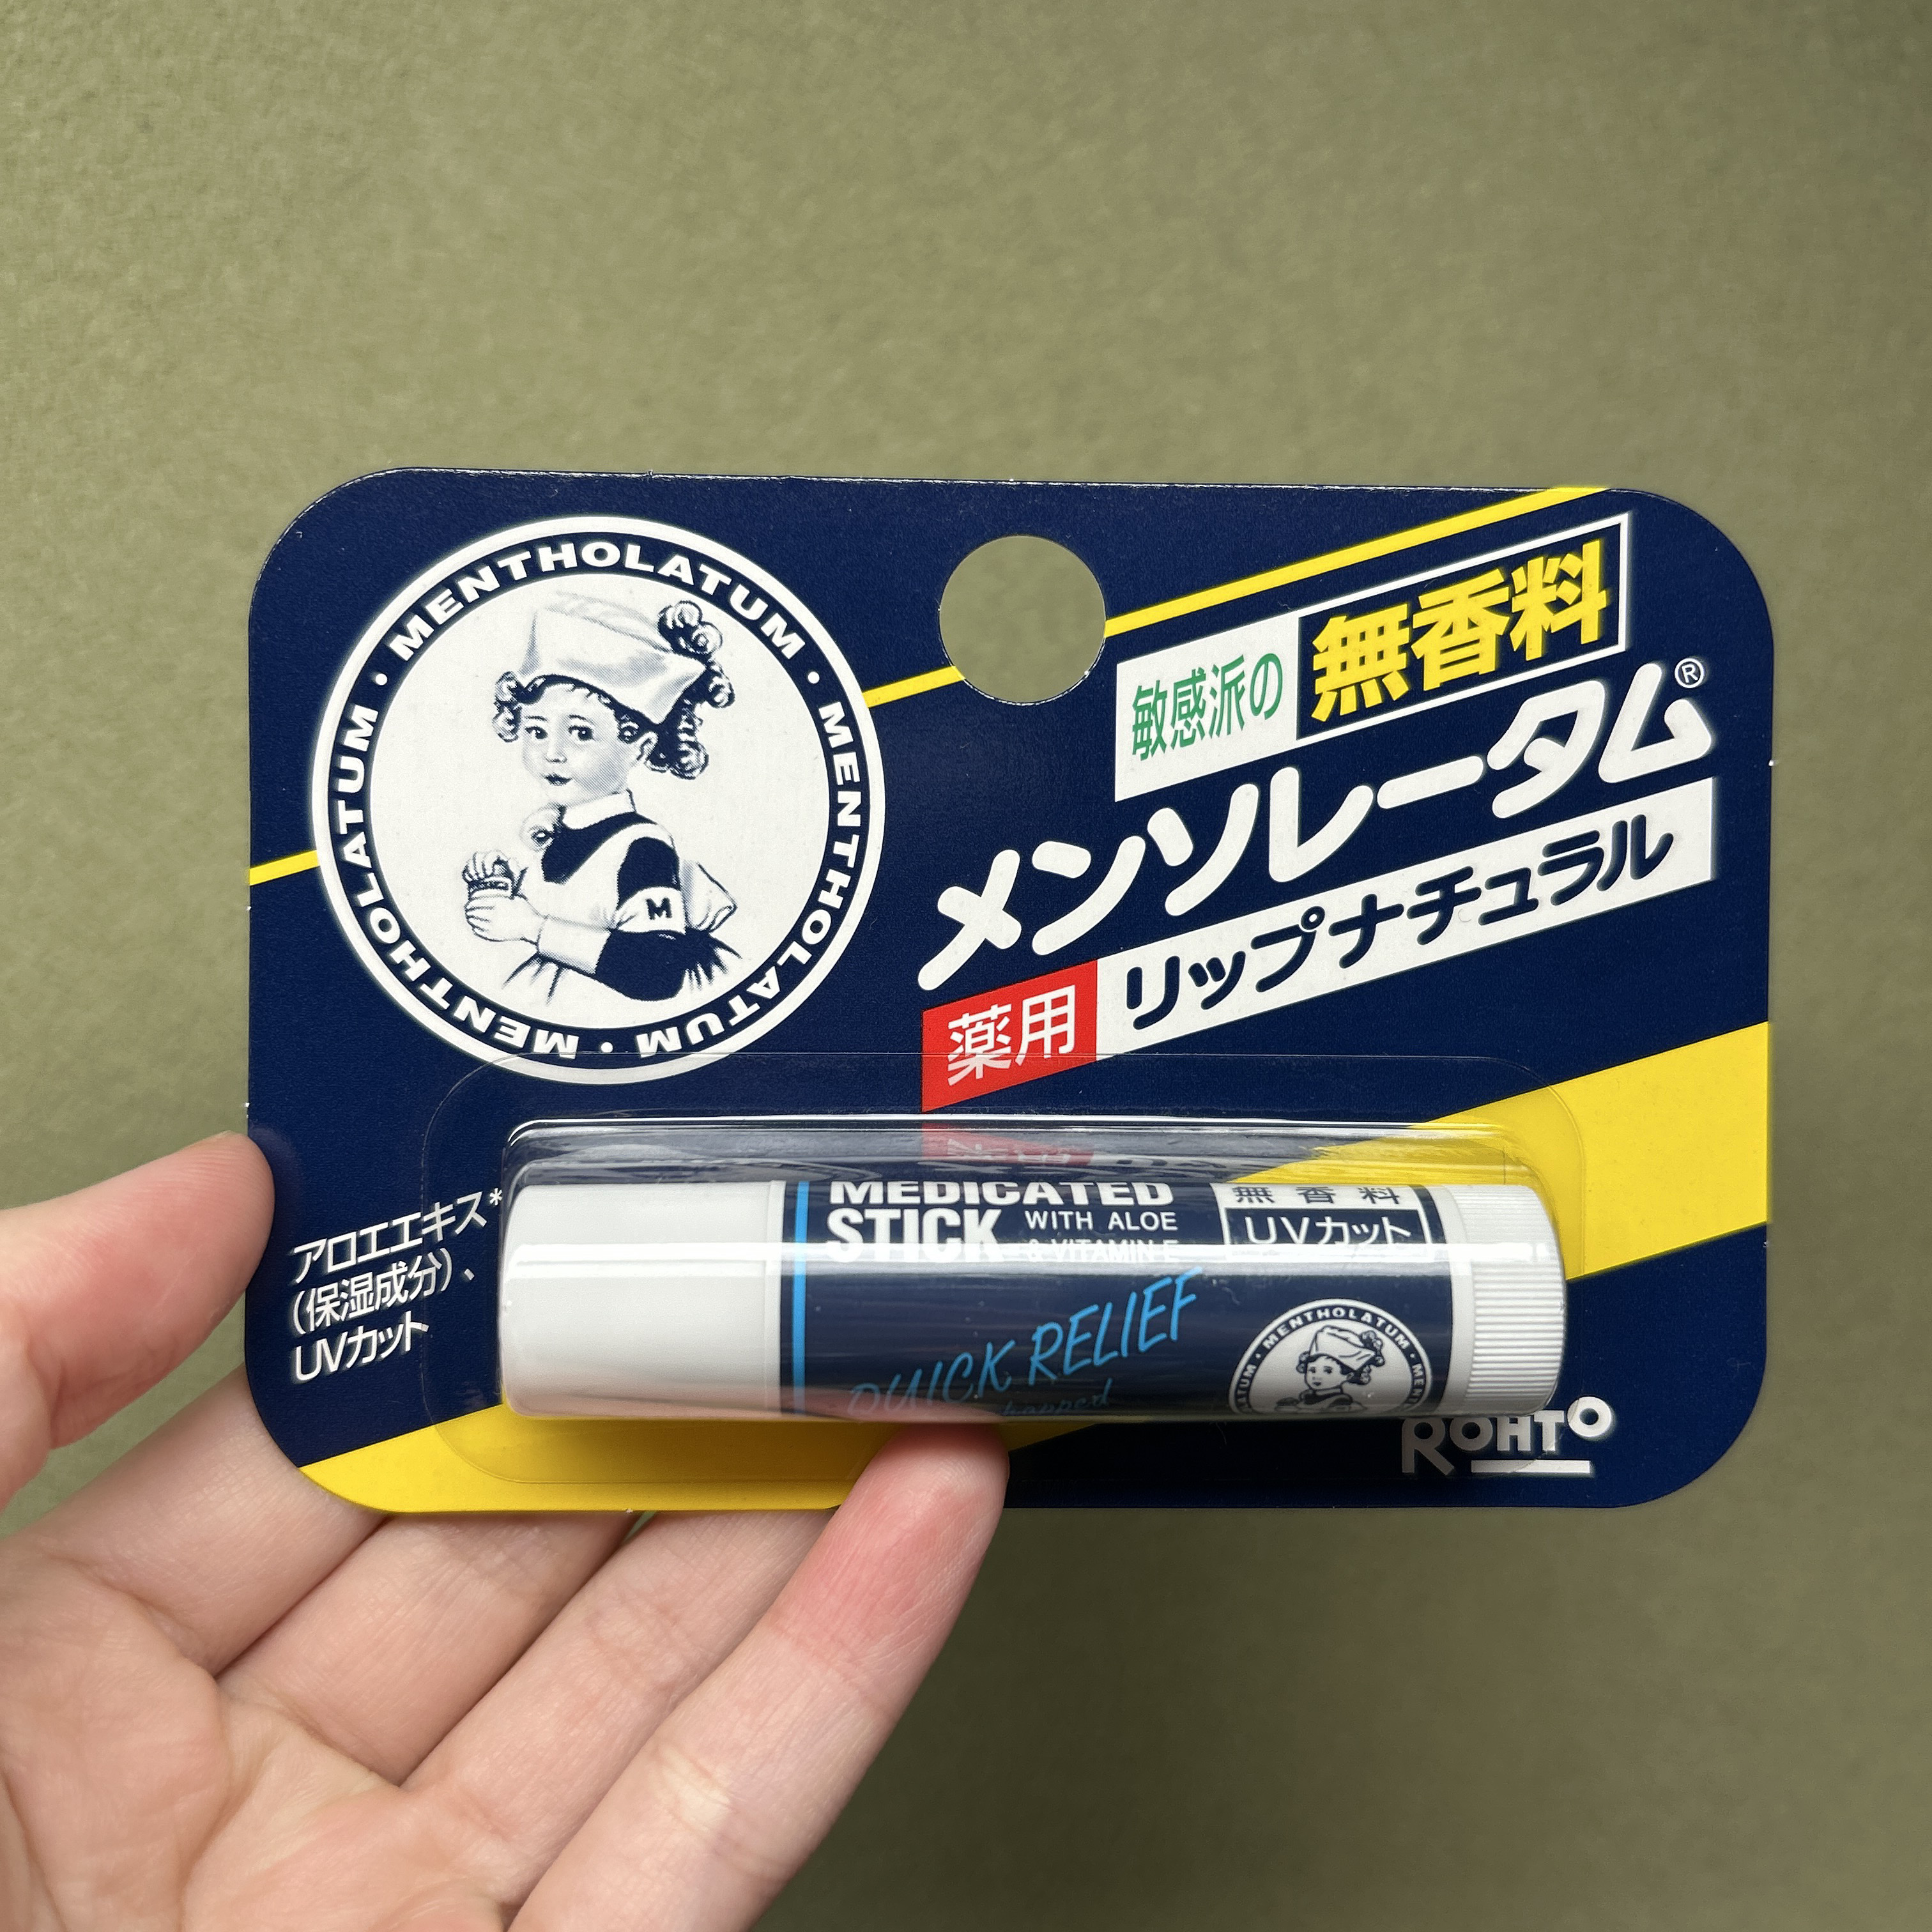 MENTHOLATUM・MENTHOLATUM・MENTHOLATUM・MENTHOLATUM
M
敏感派の 無香料
メンソレータム®
薬用 リップナチュラル
アロエエキス*
(保湿成分)、
UVカット
MEDICATED
STICK WITH ALOE
& VITAMIN E
無香料
UVカット
QUICK RELIEF
chapped
MENTHOLATUM
ROHTO